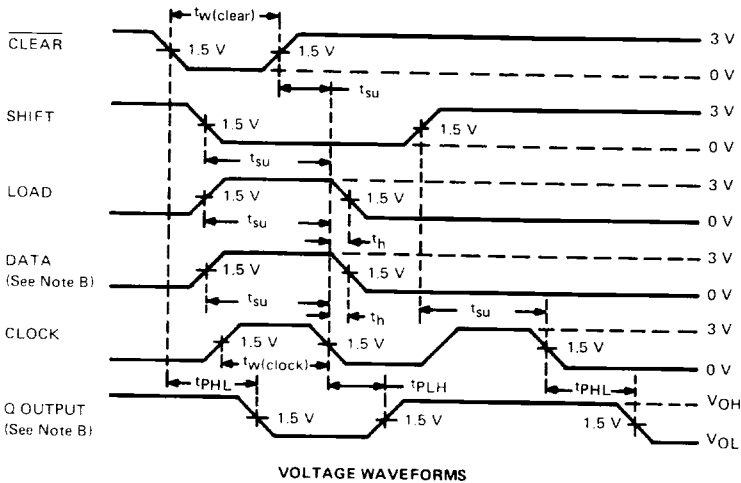 tw(clear)
CLEAR
1.5 V
1.5 V
3 V
0 V
tsu
SHIFT
1.5 V
1.5 V
3 V
0 V
tsu
LOAD
1.5 V
1.5 V
3 V
0 V
tsu
th
DATA
(See Note B)
1.5 V
1.5 V
3 V
0 V
tsu
th
tsu
CLOCK
1.5 V
1.5 V
1.5 V
3 V
0 V
tw(clock)
tPHL
tPLH
tPHL
Q OUTPUT
(See Note B)
1.5 V
1.5 V
1.5 V
VOH
VOL
VOLTAGE WAVEFORMS